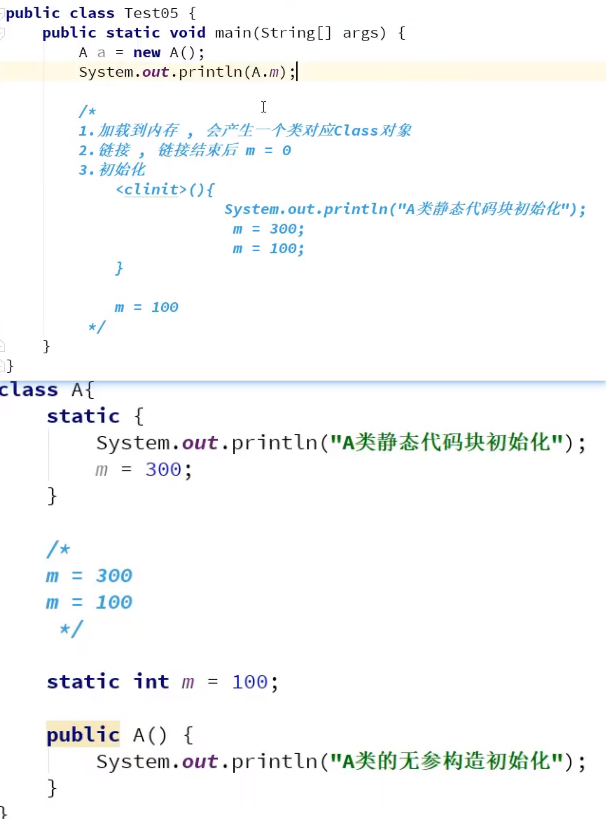 public class Test05 {
    public static void main(String[] args) {
        A a = new A();
        System.out.println(A.m);
        /*
        1.加载到内存 , 会产生一个类对应Class对象
        2.链接 , 链接结束后 m = 0
        3.初始化
            <clinit>(){
                        System.out.println("A类静态代码块初始化");
                         m = 300;
                         m = 100;
            }
            m = 100
         */
    }
}
class A{
    static {
        System.out.println("A类静态代码块初始化");
        m = 300;
    }
    /*
    m = 300
    m = 100
     */
    static int m = 100;
    public A() {
        System.out.println("A类的无参构造初始化");
    }
}